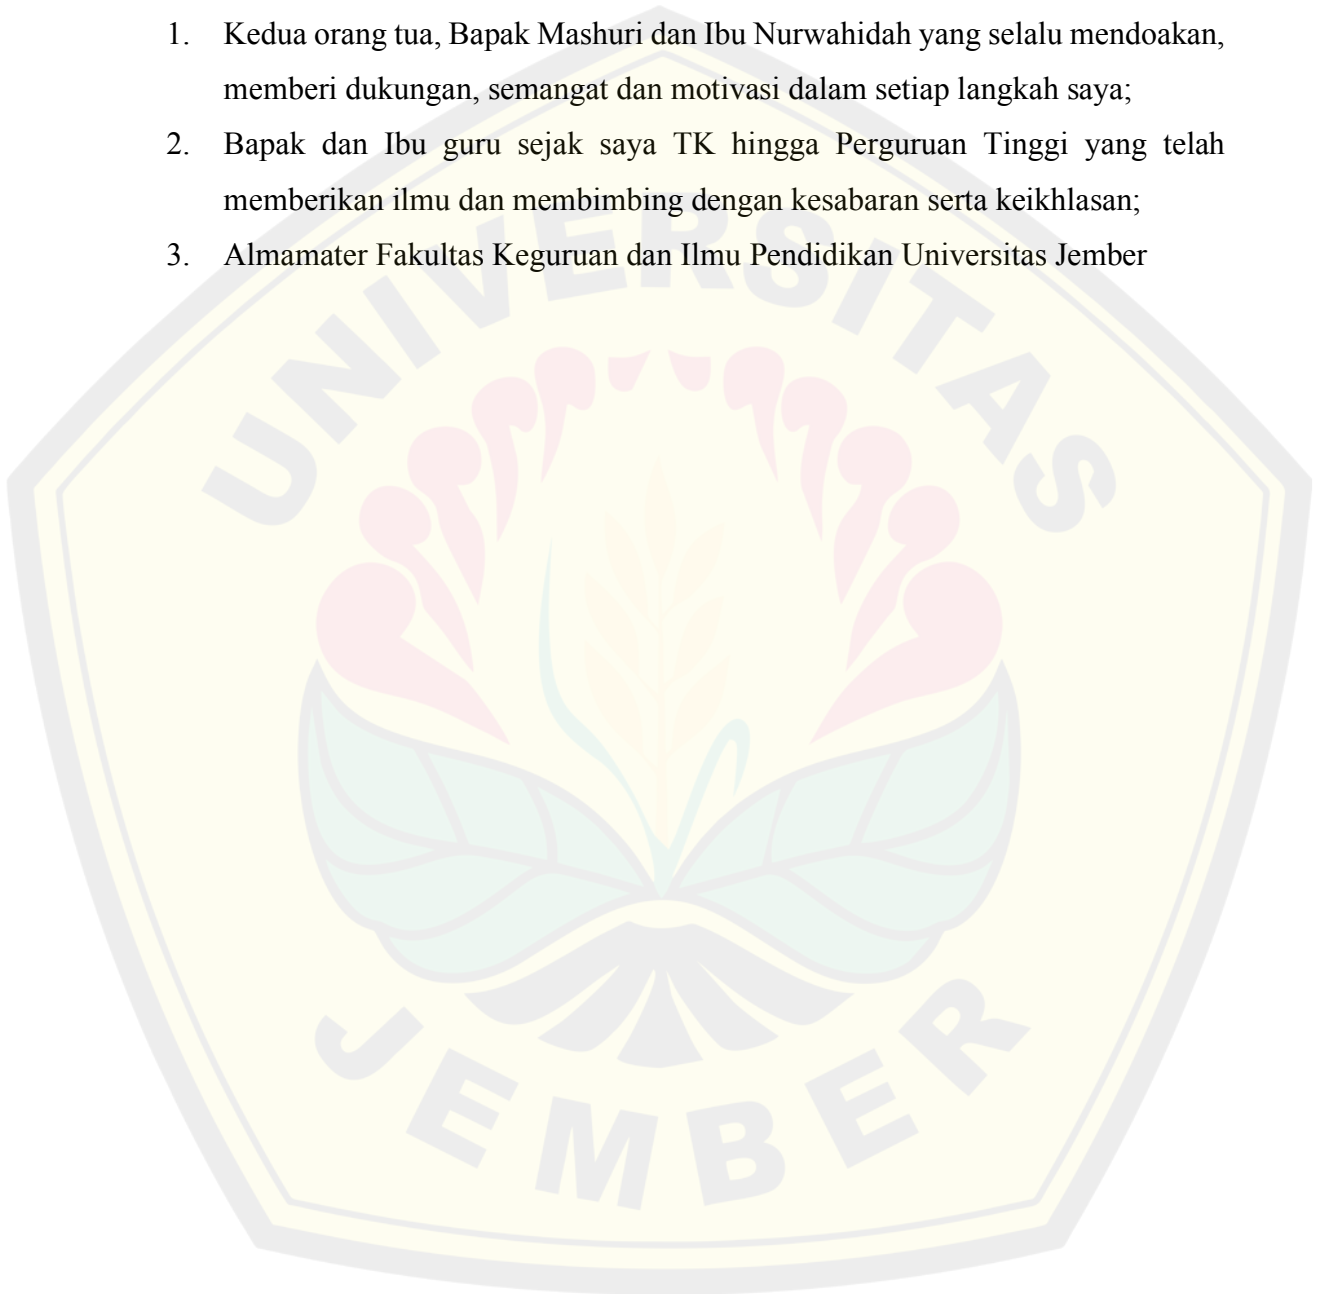 1. Kedua orang tua, Bapak Mashuri dan Ibu Nurwahidah yang selalu mendoakan,
memberi dukungan, semangat dan motivasi dalam setiap langkah saya;
2. Bapak dan Ibu guru sejak saya TK hingga Perguruan Tinggi yang telah
memberikan ilmu dan membimbing dengan kesabaran serta keikhlasan;
3. Almamater Fakultas Keguruan dan Ilmu Pendidikan Universitas Jember
UNIVERSITAS
JEMBER